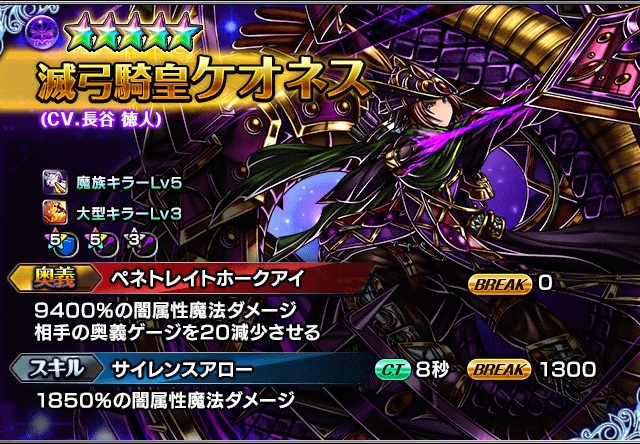 滅弓騎皇ケオネス
(CV.長谷 徳人)
魔族キラーLv5
大型キラーLv3
5 5 3
奥義 ペネトレイトホークアイ BREAK 0
9400%の闇属性魔法ダメージ
相手の奥義ゲージを20減少させる
スキル サイレンスアロー CT 8秒 BREAK 1300
1850%の闇属性魔法ダメージ